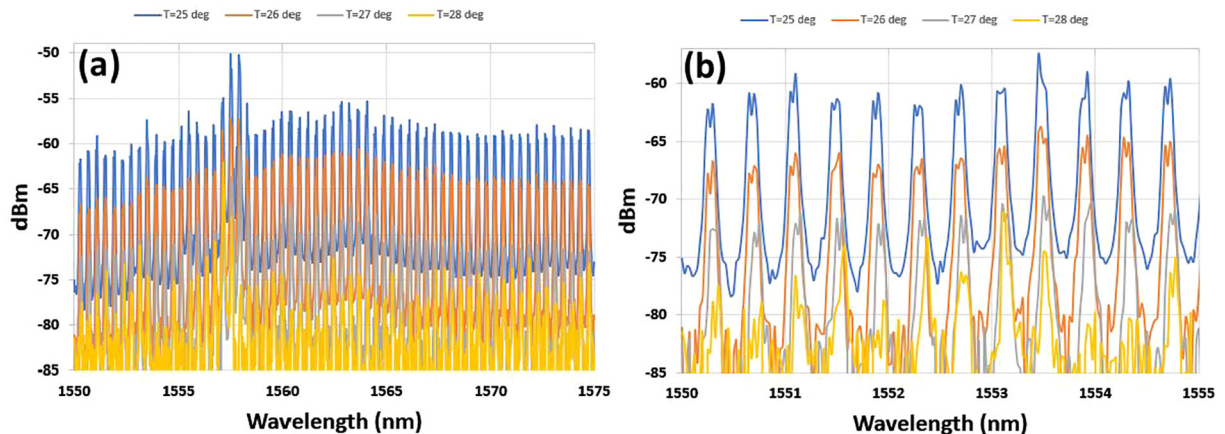 T=25 deg T=26 deg T=27 deg T=28 deg
(a)
-50
-55
-60
-65
-70
-75
-80
-85
dBm
1550 1555 1560 1565 1570 1575
Wavelength (nm)
T=25 deg T=26 deg T=27 deg T=28 deg
(b)
-60
-65
-70
-75
-80
-85
dBm
1550 1551 1552 1553 1554 1555
Wavelength (nm)